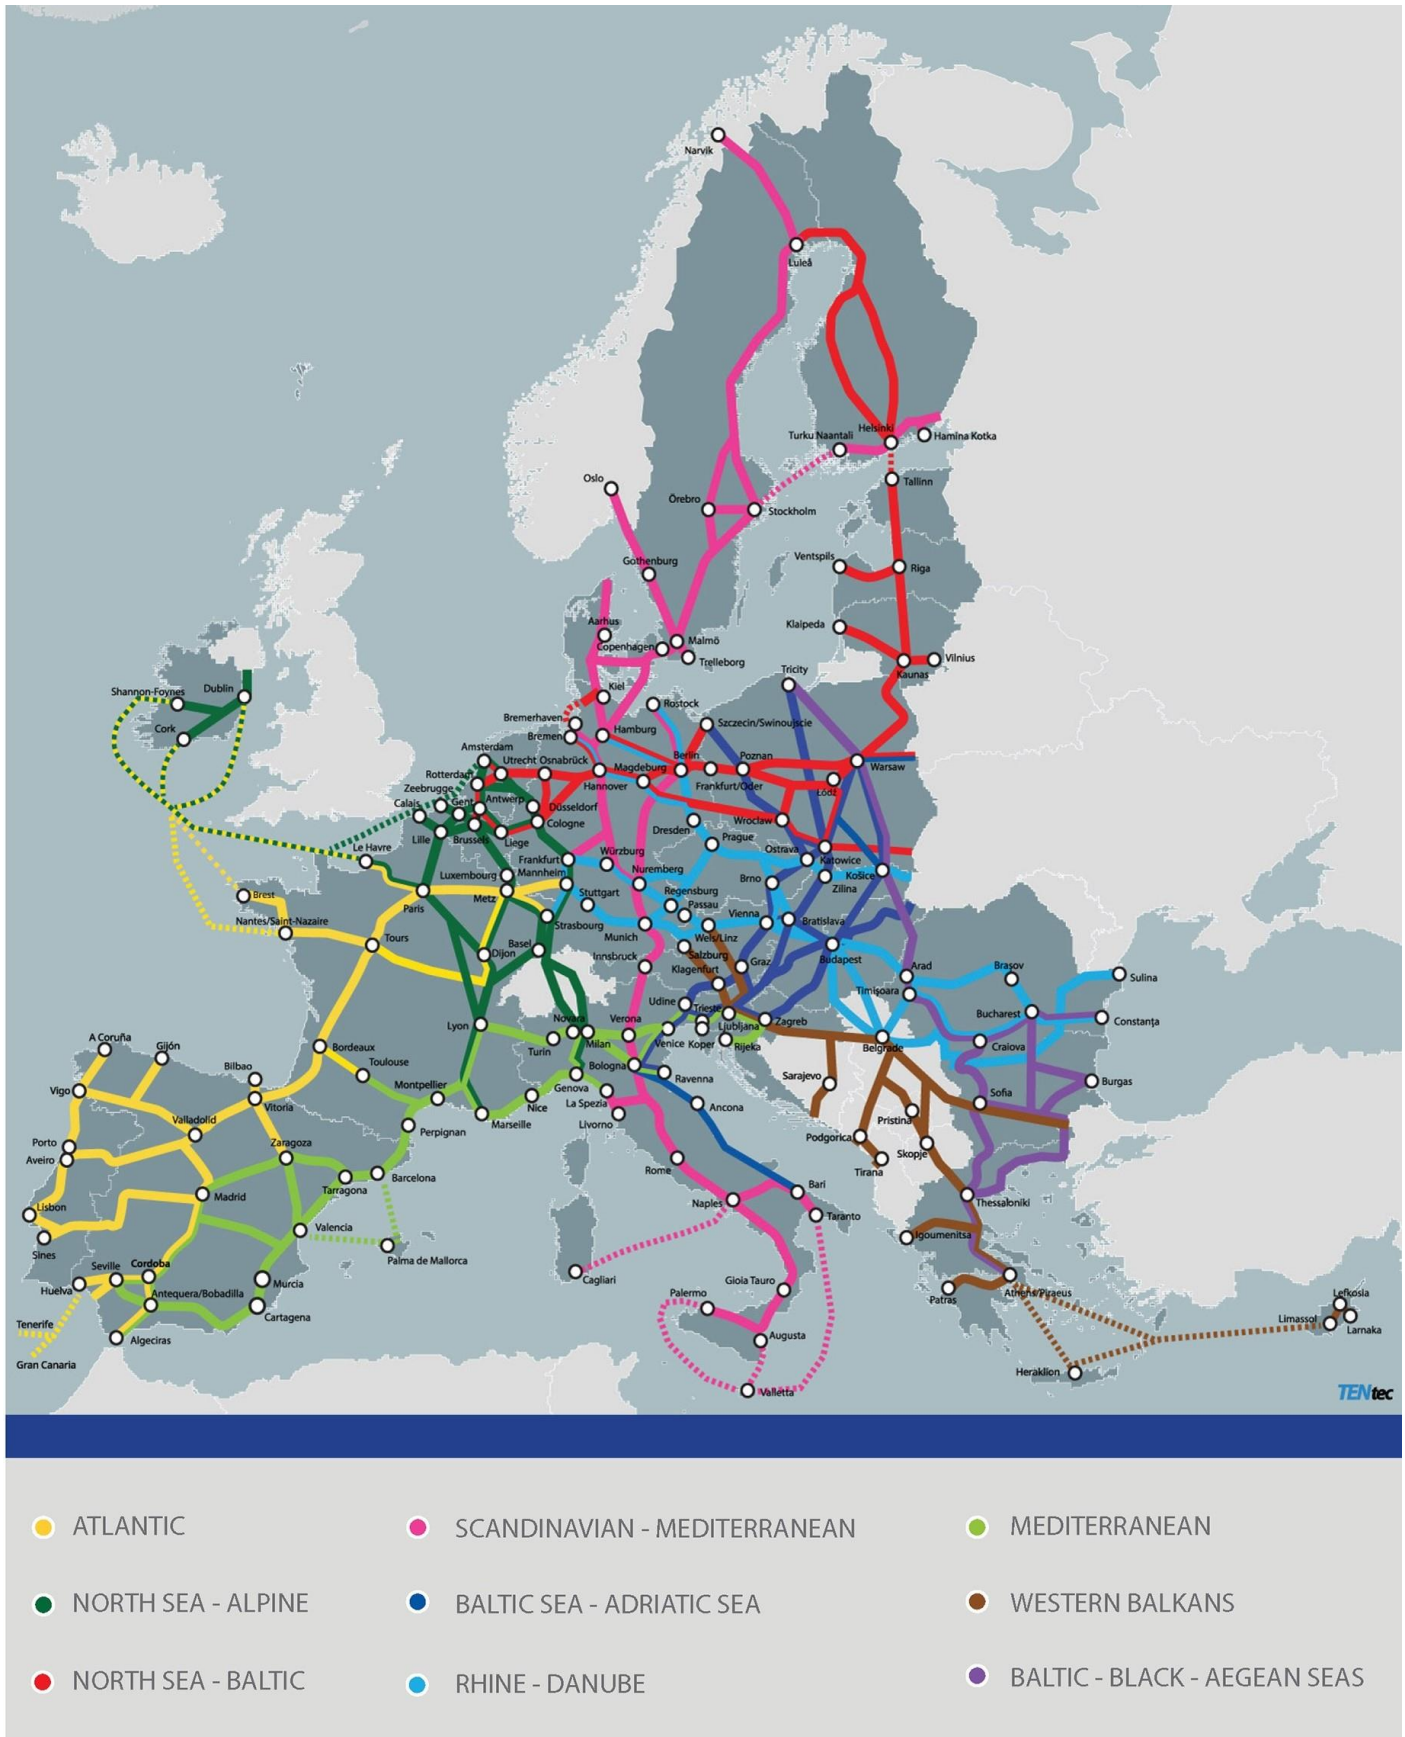 Narvik
Luleå
Turku Naantali
Helsinki
Hamina Kotka
Tallinn
Oslo
Örebro
Stockholm
Gothenburg
Ventspils
Riga
Aarhus
Klaipeda
Copenhagen
Malmö
Trelleborg
Vilnius
Kaunas
Tricity
Shannon-Foynes
Dublin
Kiel
Rostock
Cork
Bremerhaven
Bremen
Hamburg
Szczecin/Swinoujscie
Amsterdam
Utrecht
Osnabrück
Magdeburg
Berlin
Poznan
Warsaw
Rotterdam
Hannover
Frankfurt/Oder
Łódź
Zeebrugge
Calais
Gent
Antwerp
Düsseldorf
Cologne
Wroclaw
Lille
Brussels
Liege
Dresden
Prague
Le Havre
Frankfurt
Würzburg
Ostrava
Katowice
Luxembourg
Mannheim
Nuremberg
Brno
Zilina
Košice
Brest
Paris
Metz
Stuttgart
Regensburg
Passau
Nantes/Saint-Nazaire
Strasbourg
Vienna
Bratislava
Tours
Munich
Wels/Linz
Dijon
Basel
Salzburg
Budapest
Innsbruck
Klagenfurt
Graz
Arad
Braşov
Sulina
Timişoara
Udine
Trieste
Bucharest
Constanţa
Lyon
Novara
Verona
Ljubljana
Zagreb
A Coruña
Gijón
Bordeaux
Turin
Milan
Venice
Koper
Rijeka
Belgrade
Craiova
Bilbao
Toulouse
Bologna
Ravenna
Sarajevo
Burgas
Vigo
Vitoria
Montpellier
Genova
La Spezia
Nice
Ancona
Sofia
Valladolid
Marseille
Livorno
Pristina
Porto
Perpignan
Podgorica
Aveiro
Zaragoza
Skopje
Rome
Tirana
Barcelona
Tarragona
Madrid
Bari
Naples
Thessaloniki
Lisbon
Taranto
Valencia
Igoumenitsa
Sines
Palma de Mallorca
Seville
Cordoba
Cagliari
Murcia
Gioia Tauro
Huelva
Antequera/Bobadilla
Palermo
Patras
Athens/Piraeus
Lefkosia
Cartagena
Limassol
Larnaka
Tenerife
Algeciras
Augusta
Gran Canaria
Heraklion
Valletta
TENtec
ATLANTIC
SCANDINAVIAN - MEDITERRANEAN
MEDITERRANEAN
NORTH SEA - ALPINE
BALTIC SEA - ADRIATIC SEA
WESTERN BALKANS
NORTH SEA - BALTIC
RHINE - DANUBE
BALTIC - BLACK - AEGEAN SEAS